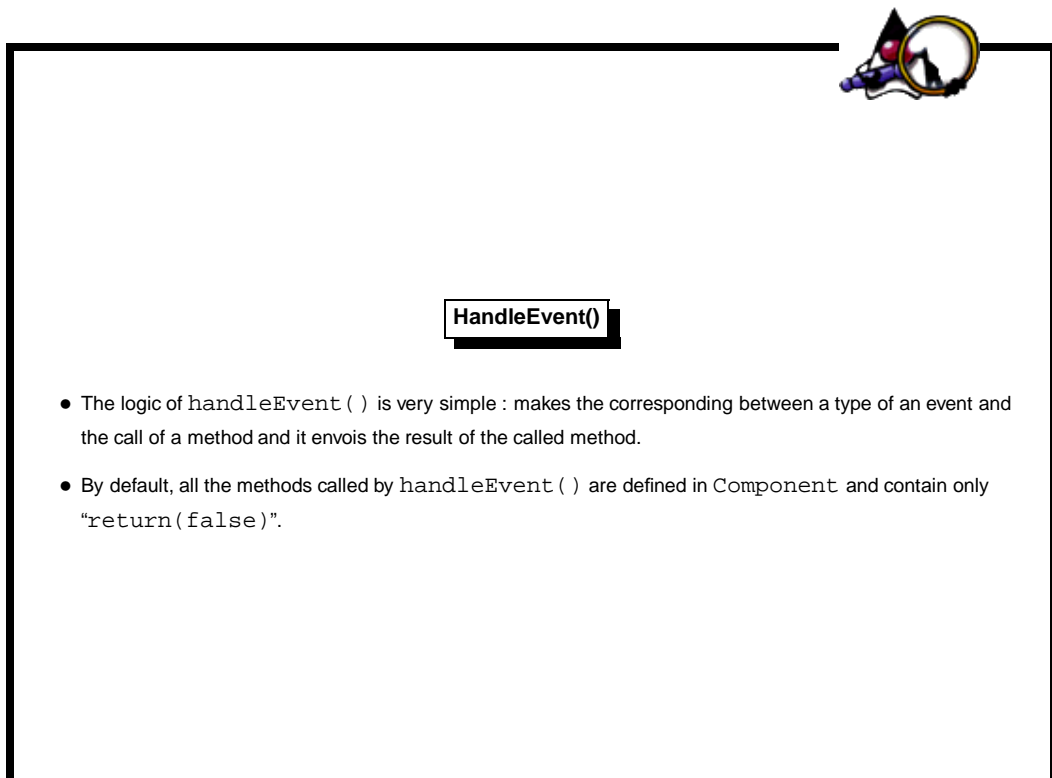 HandleEvent()
● The logic of handleEvent() is very simple : makes the corresponding between a type of an event and
the call of a method and it envois the result of the called method.
● By default, all the methods called by handleEvent() are defined in Component and contain only
“return(false)”.